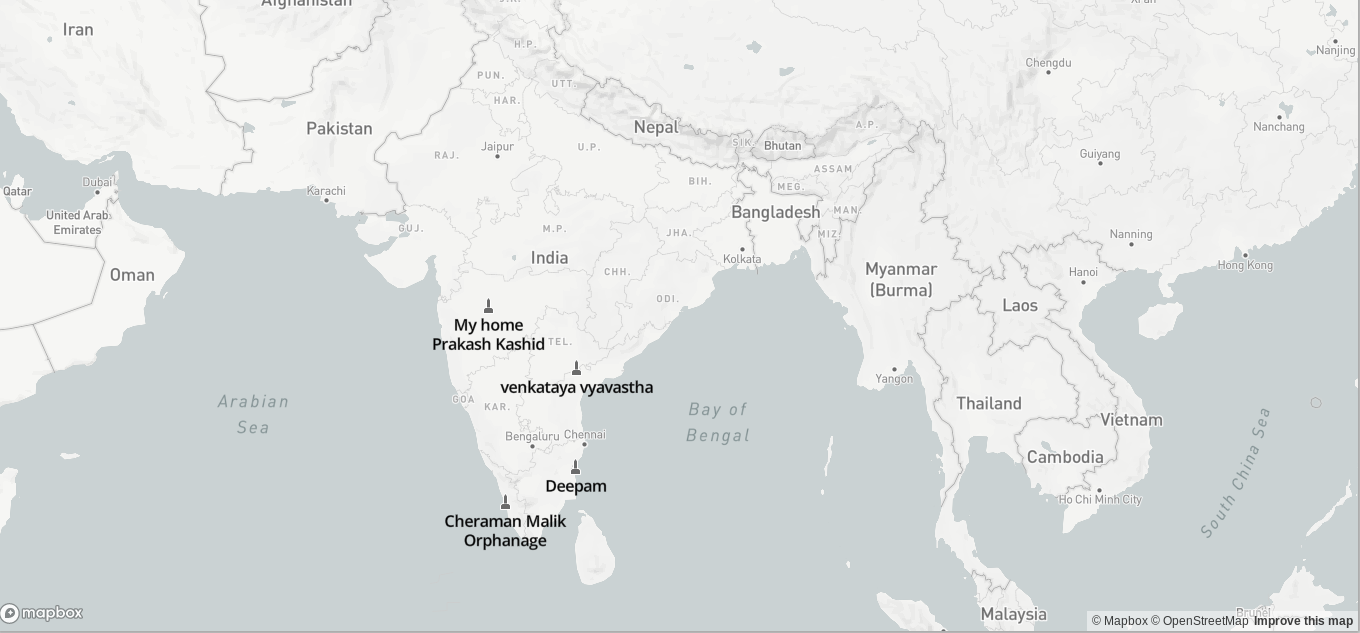 Afghanistan
Iran
H.P.
Chengdu
Nanjing
PUN.
UTT.
HAR.
Pakistan
Nepal
A.P.
Nanchang
SIK.
Bhutan
Jaipur
RAJ.
U.P.
Guiyang
ASSAM
Qatar
Dubai
Karachi
BIH.
MEG.
United Arab
Emirates
Bangladesh
MAN.
GUJ.
M.P.
JHA.
MIZ.
Nanning
India
Kolkata
Hong Kong
Oman
CHH.
Myanmar
(Burma)
Hanoi
ODI.
Laos
My home
Prakash Kashid
TEL.
Yangon
venkataya vyavastha
Arabian
Sea
GOA
KAR.
Bay of
Bengal
Thailand
Vietnam
Bengaluru
Chennai
Cambodia
South China Sea
Deepam
Ho Chi Minh City
Cheraman Malik
Orphanage
mapbox
Malaysia
Brunei
© Mapbox © OpenStreetMap Improve this map